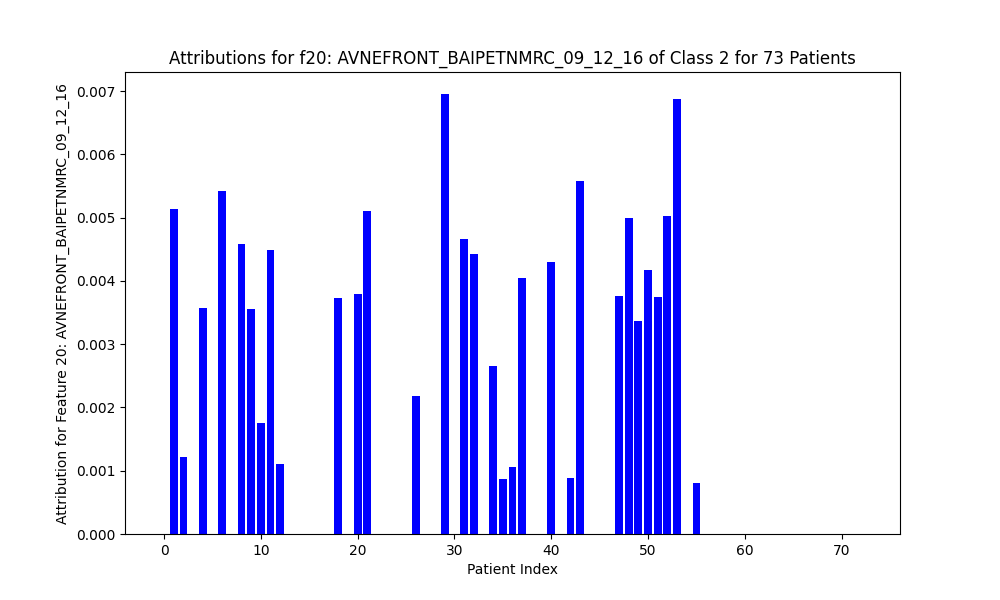 Attributions for f20: AVNEFRONT_BAIPETNMRC_09_12_16 of Class 2 for 73 Patients
Attribution for Feature 20: AVNEFRONT_BAIPETNMRC_09_12_16
0.007
0.006
0.005
0.004
0.003
0.002
0.001
0.000
0 10 20 30 40 50 60 70
Patient Index